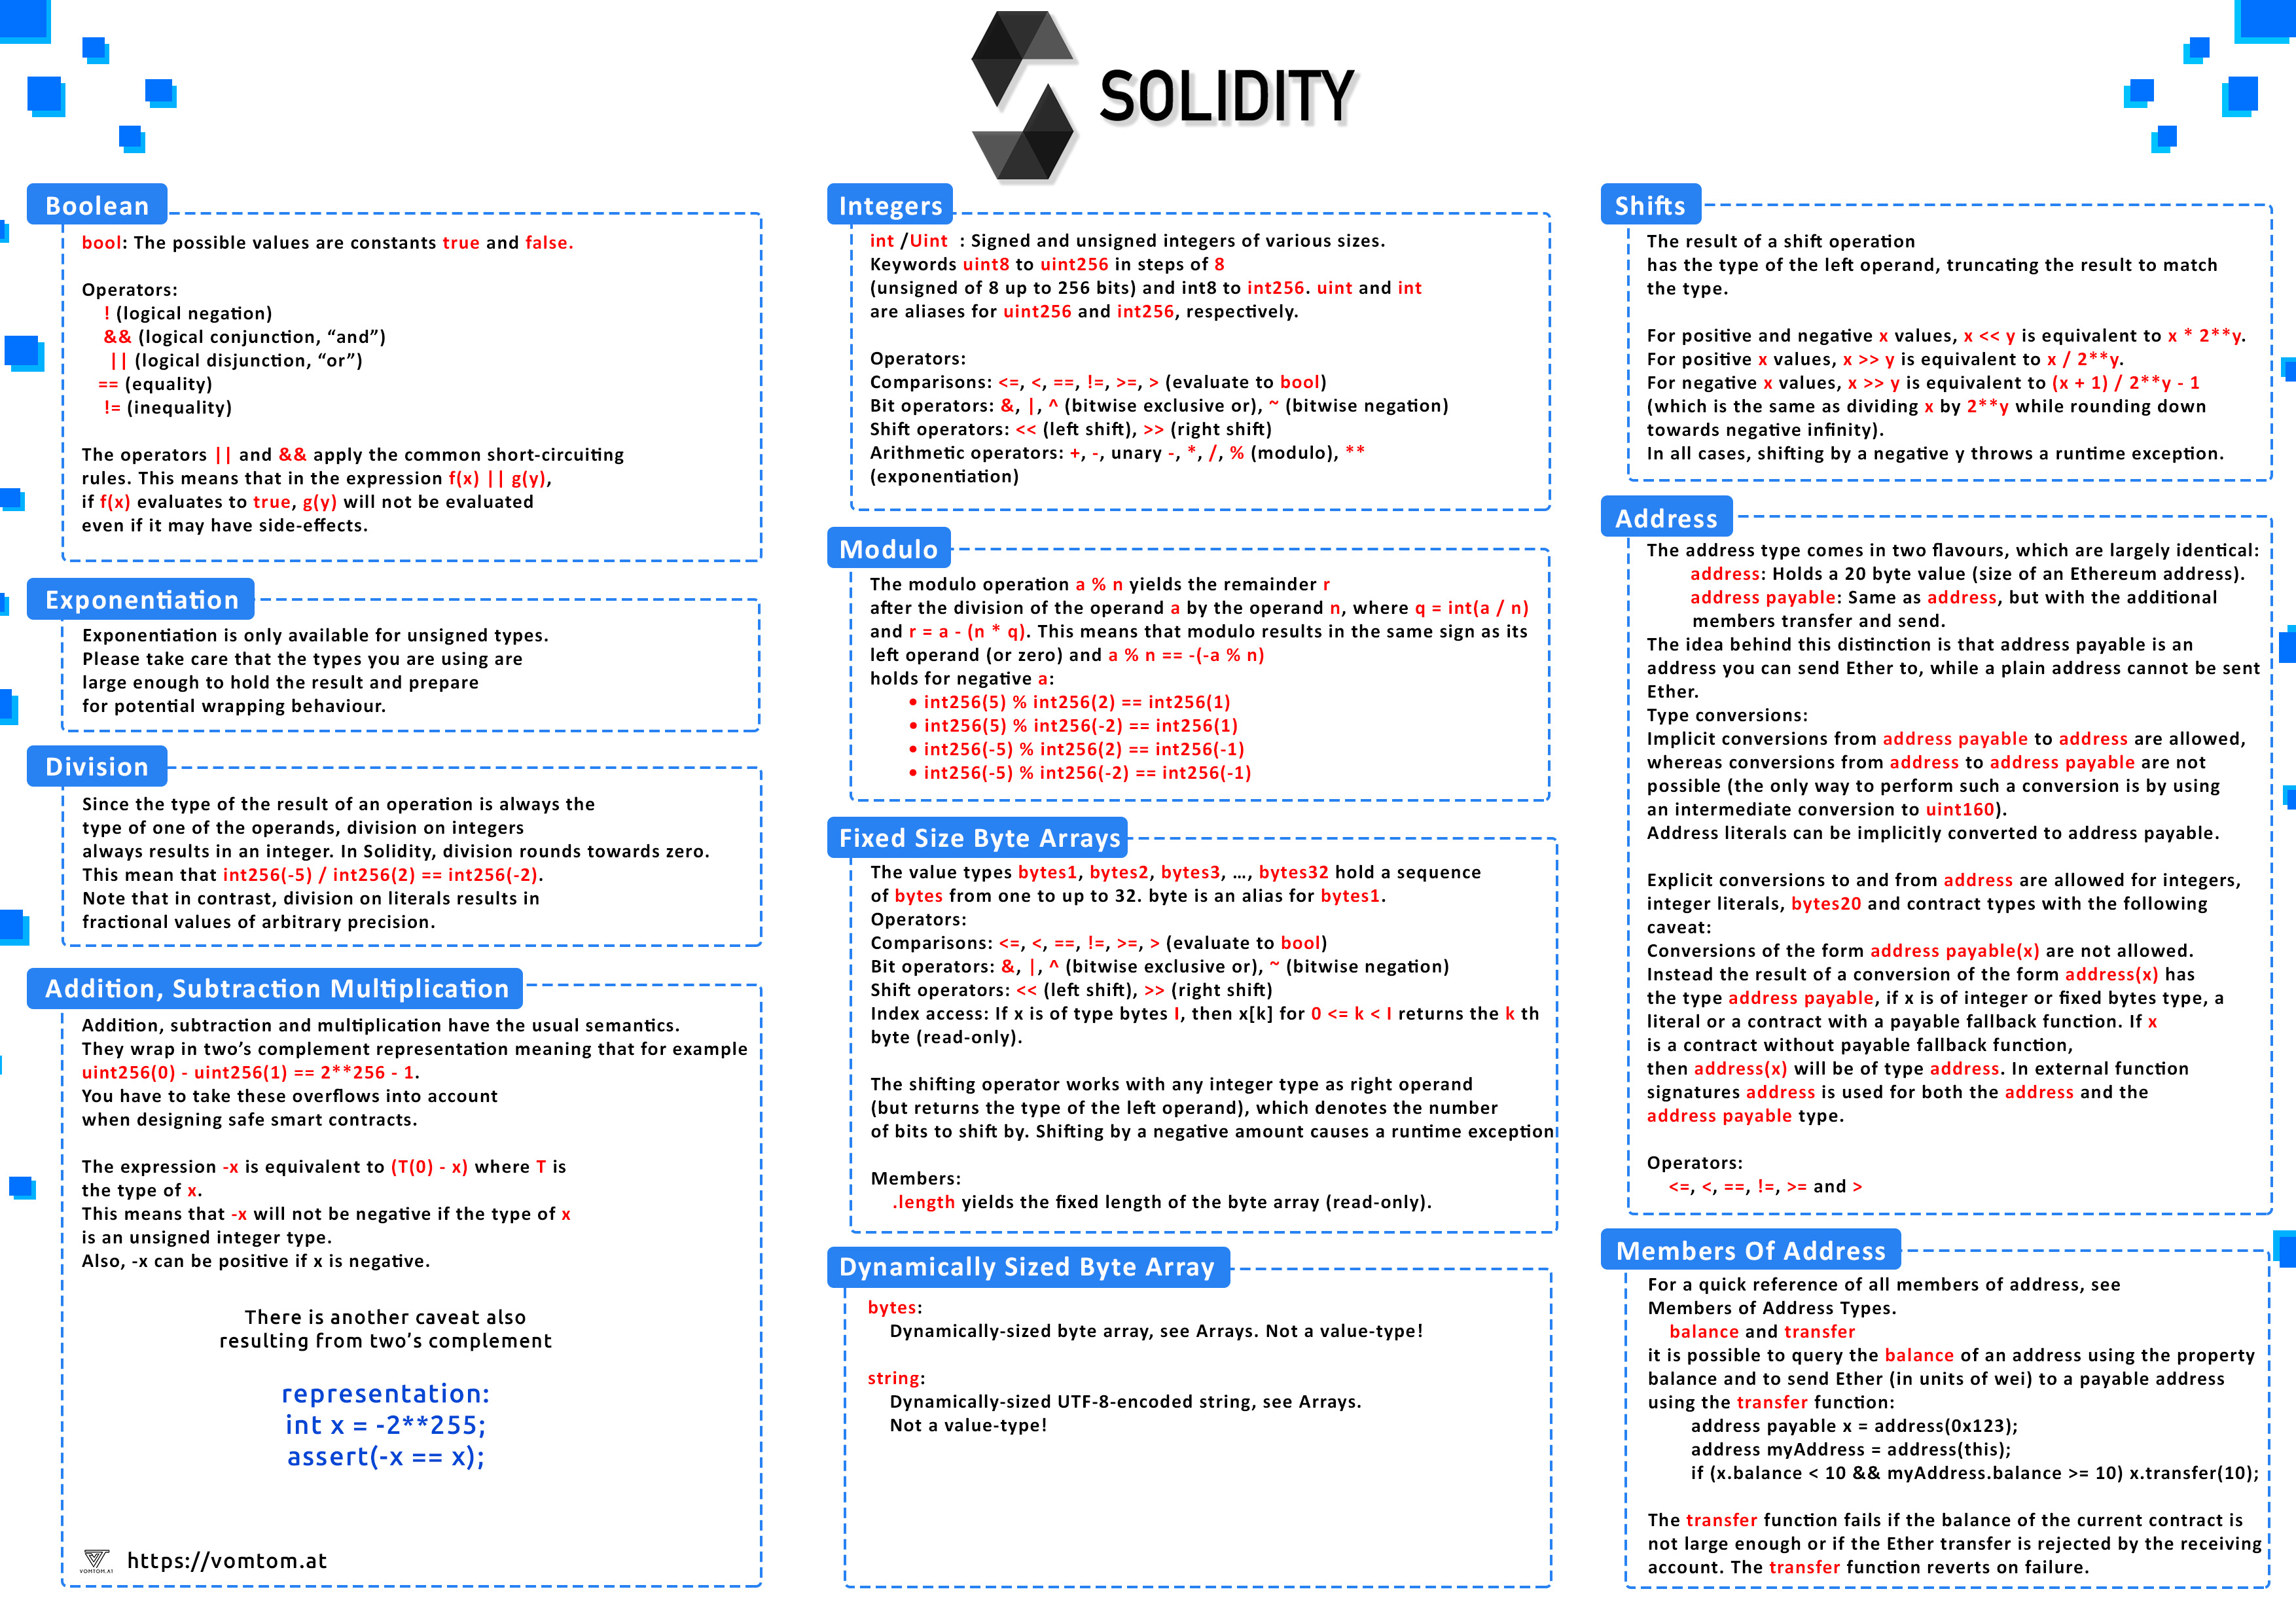 SOLIDITY
Boolean
bool: The possible values are constants true and false.
Operators:
! (logical negation)
&& (logical conjunction, “and”)
|| (logical disjunction, “or”)
== (equality)
!= (inequality)
The operators || and && apply the common short-circuiting
rules. This means that in the expression f(x) || g(y),
if f(x) evaluates to true, g(y) will not be evaluated
even if it may have side-effects.
Exponentiation
Exponentiation is only available for unsigned types.
Please take care that the types you are using are
large enough to hold the result and prepare
for potential wrapping behaviour.
Division
Since the type of the result of an operation is always the
type of one of the operands, division on integers
always results in an integer. In Solidity, division rounds towards zero.
This mean that int256(-5) / int256(2) == int256(-2).
Note that in contrast, division on literals results in
fractional values of arbitrary precision.
Addition, Subtraction Multiplication
Addition, subtraction and multiplication have the usual semantics.
They wrap in two’s complement representation meaning that for example
uint256(0) - uint256(1) == 2**256 - 1.
You have to take these overflows into account
when designing safe smart contracts.
The expression -x is equivalent to (T(0) - x) where T is
the type of x.
This means that -x will not be negative if the type of x
is an unsigned integer type.
Also, -x can be positive if x is negative.
There is another caveat also
resulting from two’s complement
representation:
int x = -2**255;
assert(-x == x);
VOMTOM.AT
https://vomtom.at
Integers
int /Uint : Signed and unsigned integers of various sizes.
Keywords uint8 to uint256 in steps of 8
(unsigned of 8 up to 256 bits) and int8 to int256. uint and int
are aliases for uint256 and int256, respectively.
Operators:
Comparisons: <=, <, ==, !=, >=, > (evaluate to bool)
Bit operators: &, |, ^ (bitwise exclusive or), ~ (bitwise negation)
Shift operators: << (left shift), >> (right shift)
Arithmetic operators: +, -, unary -, *, /, % (modulo), **
(exponentiation)
Modulo
The modulo operation a % n yields the remainder r
after the division of the operand a by the operand n, where q = int(a / n)
and r = a - (n * q). This means that modulo results in the same sign as its
left operand (or zero) and a % n == -(-a % n)
holds for negative a:
• int256(5) % int256(2) == int256(1)
• int256(5) % int256(-2) == int256(1)
• int256(-5) % int256(2) == int256(-1)
• int256(-5) % int256(-2) == int256(-1)
Fixed Size Byte Arrays
The value types bytes1, bytes2, bytes3, …, bytes32 hold a sequence
of bytes from one to up to 32. byte is an alias for bytes1.
Operators:
Comparisons: <=, <, ==, !=, >=, > (evaluate to bool)
Bit operators: &, |, ^ (bitwise exclusive or), ~ (bitwise negation)
Shift operators: << (left shift), >> (right shift)
Index access: If x is of type bytes I, then x[k] for 0 <= k < I returns the k th
byte (read-only).
The shifting operator works with any integer type as right operand
(but returns the type of the left operand), which denotes the number
of bits to shift by. Shifting by a negative amount causes a runtime exception
Members:
.length yields the fixed length of the byte array (read-only).
Dynamically Sized Byte Array
bytes:
Dynamically-sized byte array, see Arrays. Not a value-type!
string:
Dynamically-sized UTF-8-encoded string, see Arrays.
Not a value-type!
Shifts
The result of a shift operation
has the type of the left operand, truncating the result to match
the type.
For positive and negative x values, x << y is equivalent to x * 2**y.
For positive x values, x >> y is equivalent to x / 2**y.
For negative x values, x >> y is equivalent to (x + 1) / 2**y - 1
(which is the same as dividing x by 2**y while rounding down
towards negative infinity).
In all cases, shifting by a negative y throws a runtime exception.
Address
The address type comes in two flavours, which are largely identical:
address: Holds a 20 byte value (size of an Ethereum address).
address payable: Same as address, but with the additional
members transfer and send.
The idea behind this distinction is that address payable is an
address you can send Ether to, while a plain address cannot be sent
Ether.
Type conversions:
Implicit conversions from address payable to address are allowed,
whereas conversions from address to address payable are not
possible (the only way to perform such a conversion is by using
an intermediate conversion to uint160).
Address literals can be implicitly converted to address payable.
Explicit conversions to and from address are allowed for integers,
integer literals, bytes20 and contract types with the following
caveat:
Conversions of the form address payable(x) are not allowed.
Instead the result of a conversion of the form address(x) has
the type address payable, if x is of integer or fixed bytes type, a
literal or a contract with a payable fallback function. If x
is a contract without payable fallback function,
then address(x) will be of type address. In external function
signatures address is used for both the address and the
address payable type.
Operators:
<=, <, ==, !=, >= and >
Members Of Address
For a quick reference of all members of address, see
Members of Address Types.
balance and transfer
it is possible to query the balance of an address using the property
balance and to send Ether (in units of wei) to a payable address
using the transfer function:
address payable x = address(0x123);
address myAddress = address(this);
if (x.balance < 10 && myAddress.balance >= 10) x.transfer(10);
The transfer function fails if the balance of the current contract is
not large enough or if the Ether transfer is rejected by the receiving
account. The transfer function reverts on failure.